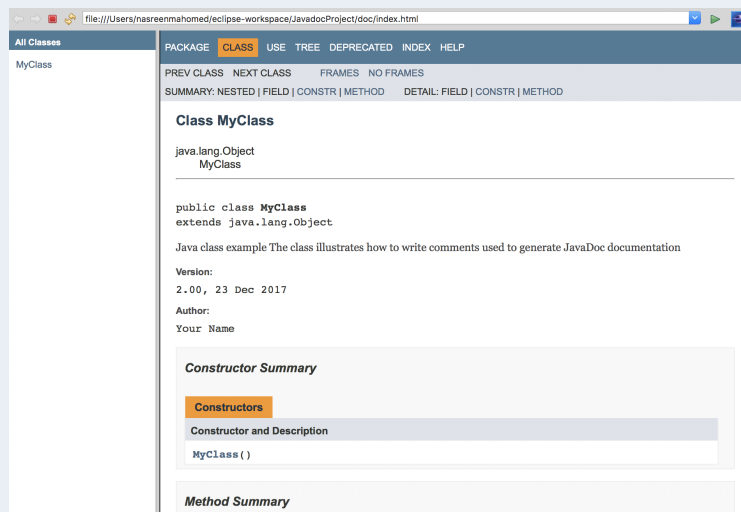 file:///Users/nasreenmahomed/eclipse-workspace/JavadocProject/doc/index.html
All Classes
MyClass
PACKAGE CLASS USE TREE DEPRECATED INDEX HELP
PREV CLASS NEXT CLASS FRAMES NO FRAMES
SUMMARY: NESTED | FIELD | CONSTR | METHOD DETAIL: FIELD | CONSTR | METHOD
Class MyClass
java.lang.Object
MyClass
public class MyClass
extends java.lang.Object
Java class example The class illustrates how to write comments used to generate JavaDoc documentation
Version:
2.00, 23 Dec 2017
Author:
Your Name
Constructor Summary
Constructors
Constructor and Description
MyClass()
Method Summary